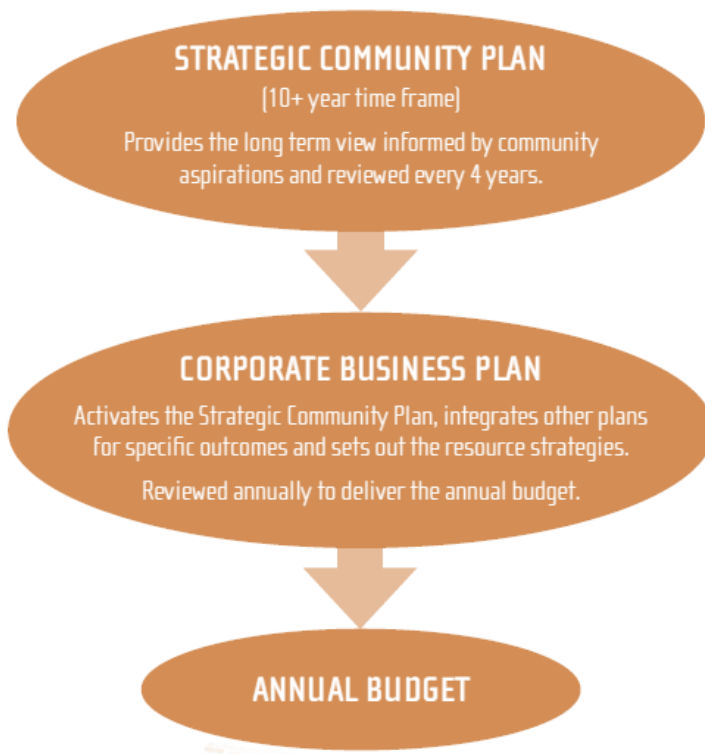 STRATEGIC COMMUNITY PLAN
(10+ year time frame)
Provides the long term view informed by community
aspirations and reviewed every 4 years.
CORPORATE BUSINESS PLAN
Activates the Strategic Community Plan, integrates other plans
for specific outcomes and sets out the resource strategies.
Reviewed annually to deliver the annual budget.
ANNUAL BUDGET